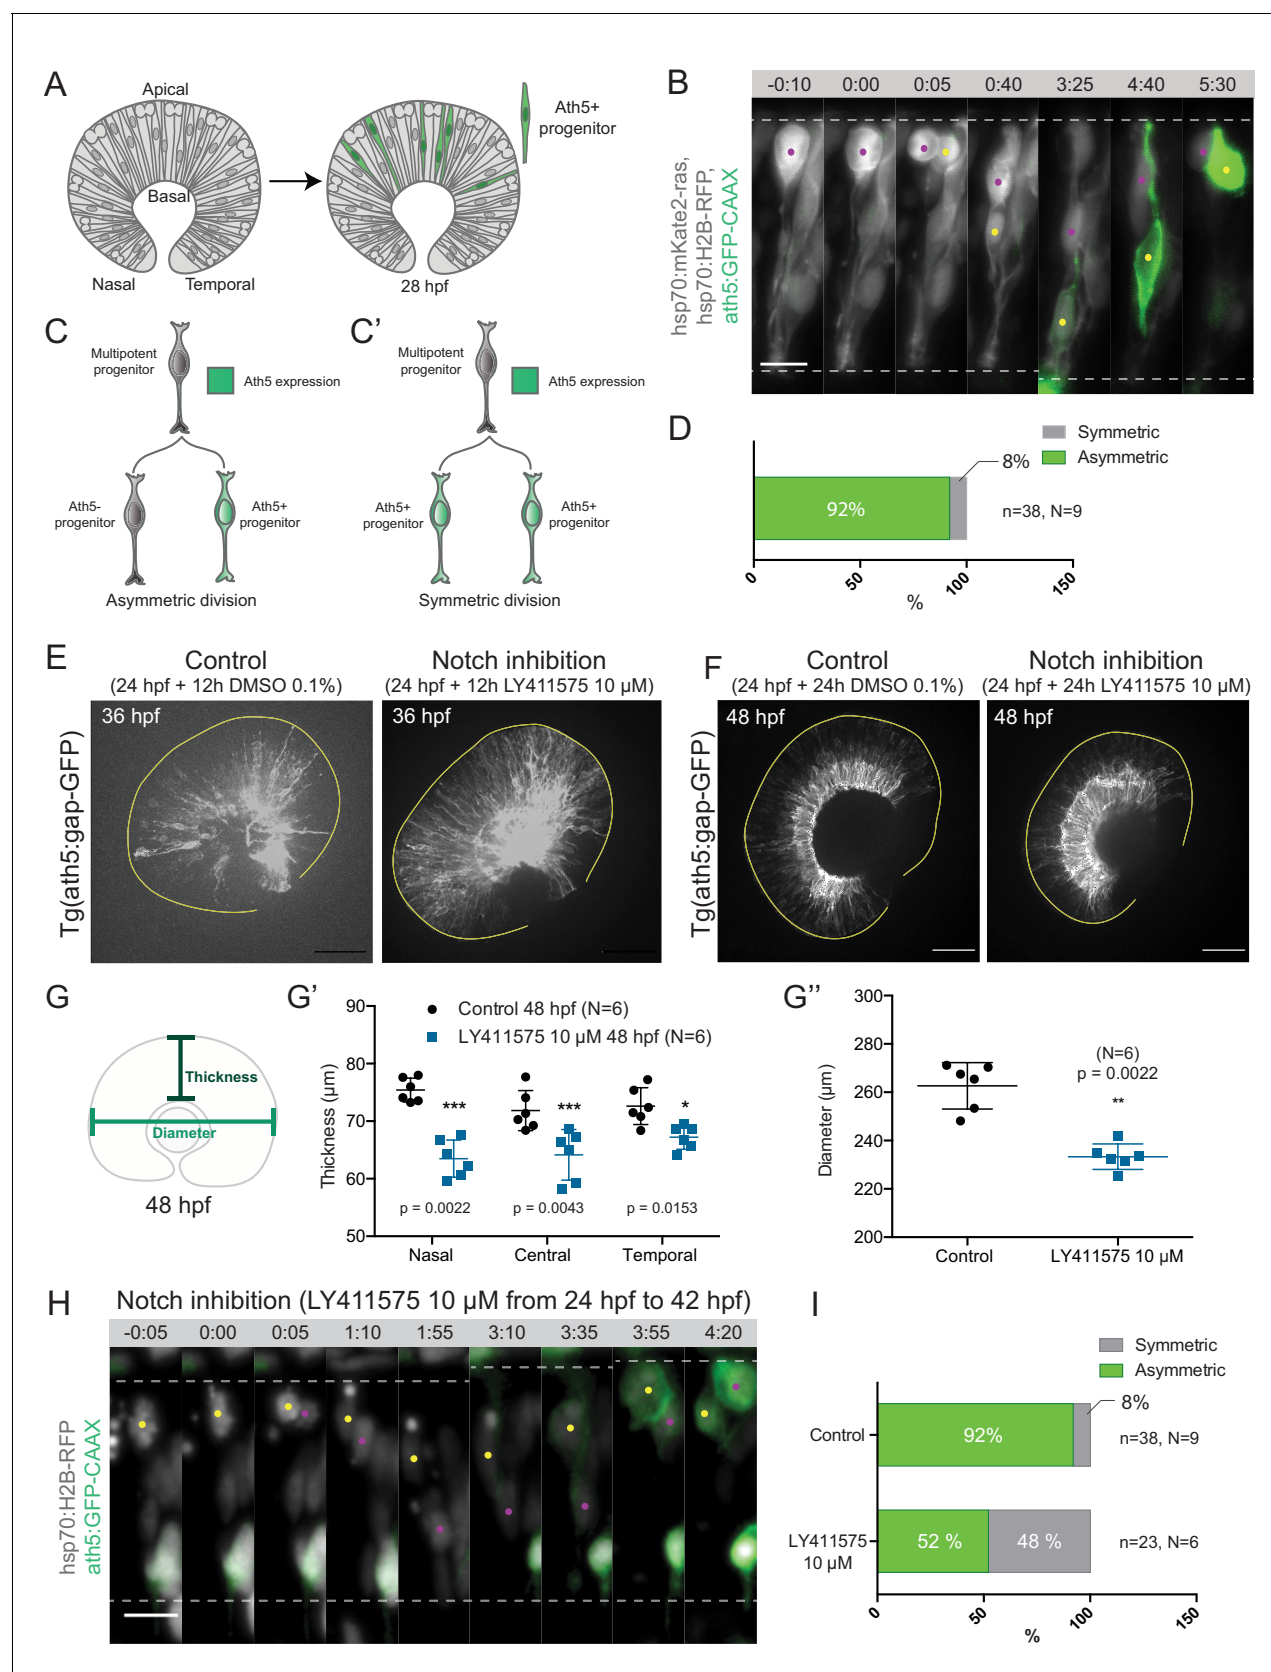 A
Apical
Basal
Nasal
Temporal
28 hpf
Ath5+
progenitor
B
-0:10 0:00 0:05 0:40 3:25 4:40 5:30
hsp70:mKate2-ras,
hsp70:H2B-RFP,
ath5:GFP-CAAX
C
Multipotent
progenitor
Ath5 expression
Ath5-
progenitor
Ath5+
progenitor
Asymmetric division
C'
Multipotent
progenitor
Ath5 expression
Ath5+
progenitor
Ath5+
progenitor
Symmetric division
D
Symmetric
Asymmetric
8%
92%
n=38, N=9
0 50 100 150
%
E
Control
(24 hpf + 12h DMSO 0.1%)
36 hpf
Notch inhibition
(24 hpf + 12h LY411575 10 µM)
36 hpf
Tg(ath5:gap-GFP)
F
Control
(24 hpf + 24h DMSO 0.1%)
48 hpf
Notch inhibition
(24 hpf + 24h LY411575 10 µM)
48 hpf
Tg(ath5:gap-GFP)
G
Thickness
Diameter
48 hpf
G'
Control 48 hpf (N=6)
LY411575 10 µM 48 hpf (N=6)
Thickness (µm)
90
80
70
60
50
*** *** *
p = 0.0022 p = 0.0043 p = 0.0153
Nasal Central Temporal
G''
Diameter (µm)
300
280
260
240
220
200
(N=6)
p = 0.0022
**
Control LY411575 10 µM
H
Notch inhibition (LY411575 10 µM from 24 hpf to 42 hpf)
-0:05 0:00 0:05 1:10 1:55 3:10 3:35 3:55 4:20
hsp70:H2B-RFP
ath5:GFP-CAAX
I
Symmetric
Asymmetric
8%
Control
92%
n=38, N=9
LY411575
10 µM
52 % 48 %
n=23, N=6
0 50 100 150
%